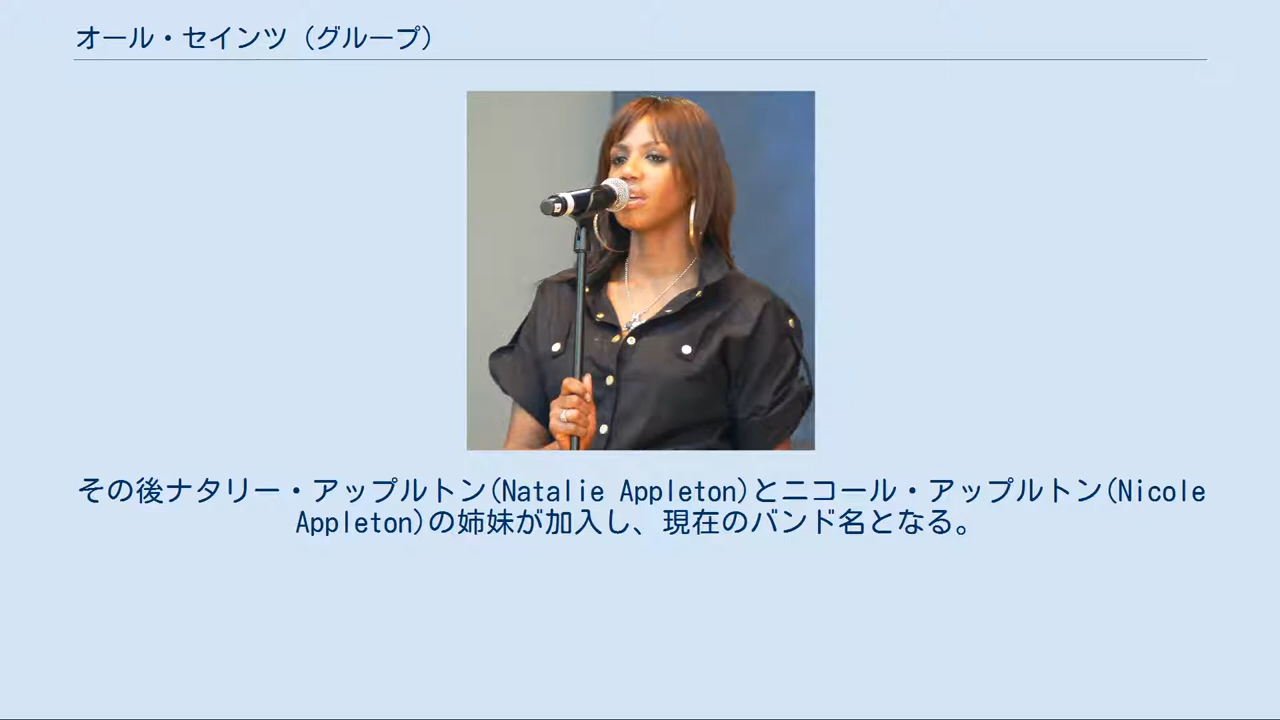 オール・セインツ（グループ）
その後ナタリー・アップルトン(Natalie Appleton)とニコール・アップルトン(Nicole
Appleton)の姉妹が加入し、現在のバンド名となる。